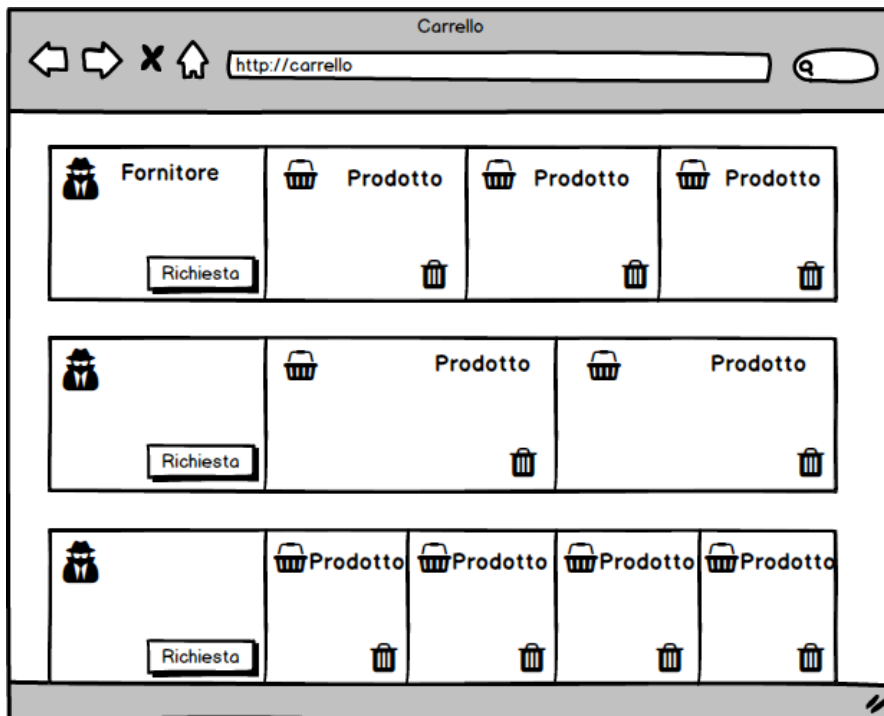 Carrello
http://carrello
Fornitore
Prodotto
Prodotto
Prodotto
Richiesta
Prodotto
Prodotto
Richiesta
Prodotto
Prodotto
Prodotto
Prodotto
Richiesta